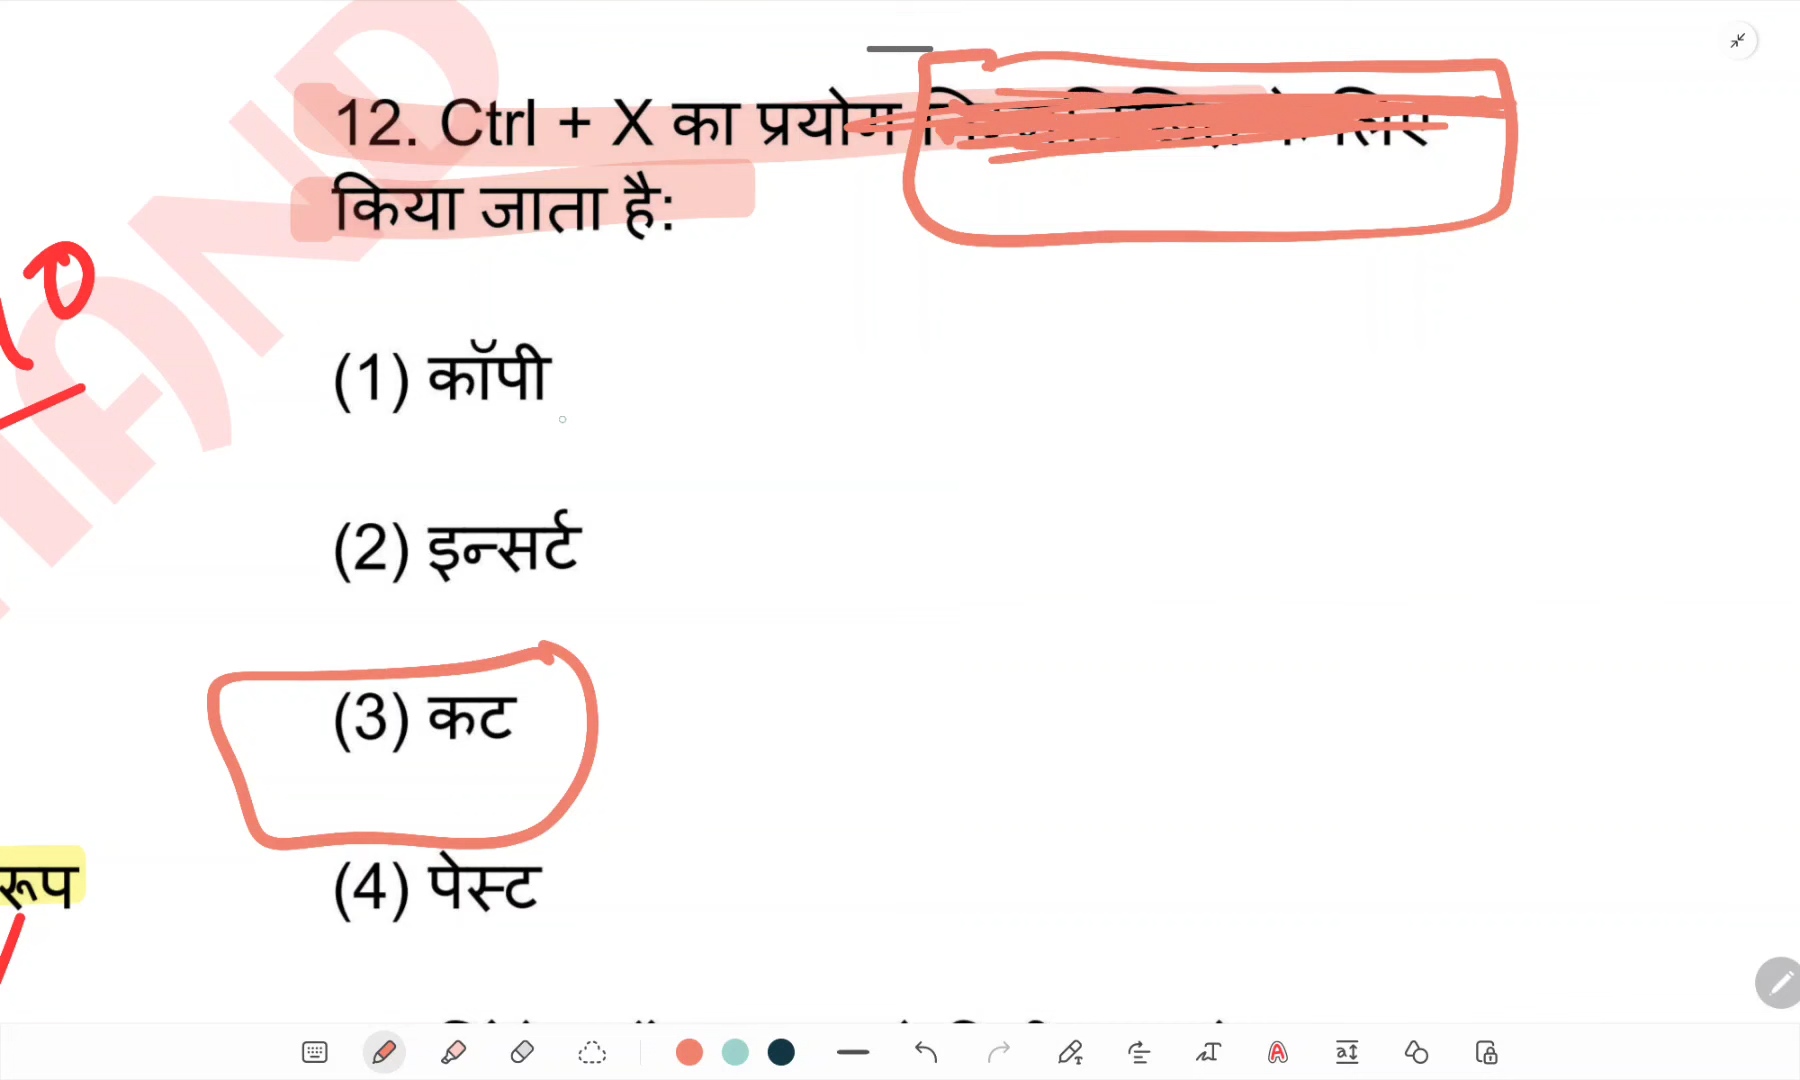 12. Ctrl + X का प्रयोग लिए
किया जाता है:
(1) कॉपी
(2) इन्सर्ट
(3) कट
रूप
(4) पेस्ट